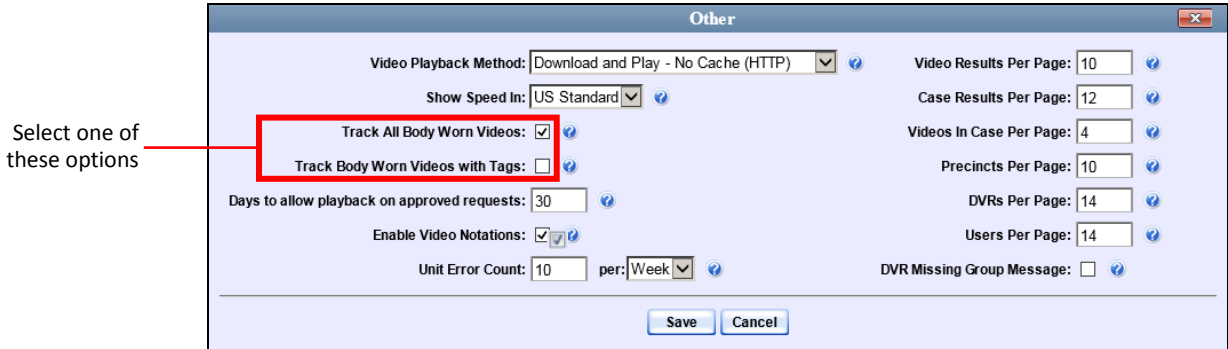 Other
Select one of
these options
Video Playback Method: Download and Play - No Cache (HTTP)
Show Speed In: US Standard
Track All Body Worn Videos:
Track Body Worn Videos with Tags:
Days to allow playback on approved requests: 30
Enable Video Notations:
Unit Error Count: 10 per: Week
Video Results Per Page: 10
Case Results Per Page: 12
Videos In Case Per Page: 4
Precincts Per Page: 10
DVRs Per Page: 14
Users Per Page: 14
DVR Missing Group Message:
Save Cancel